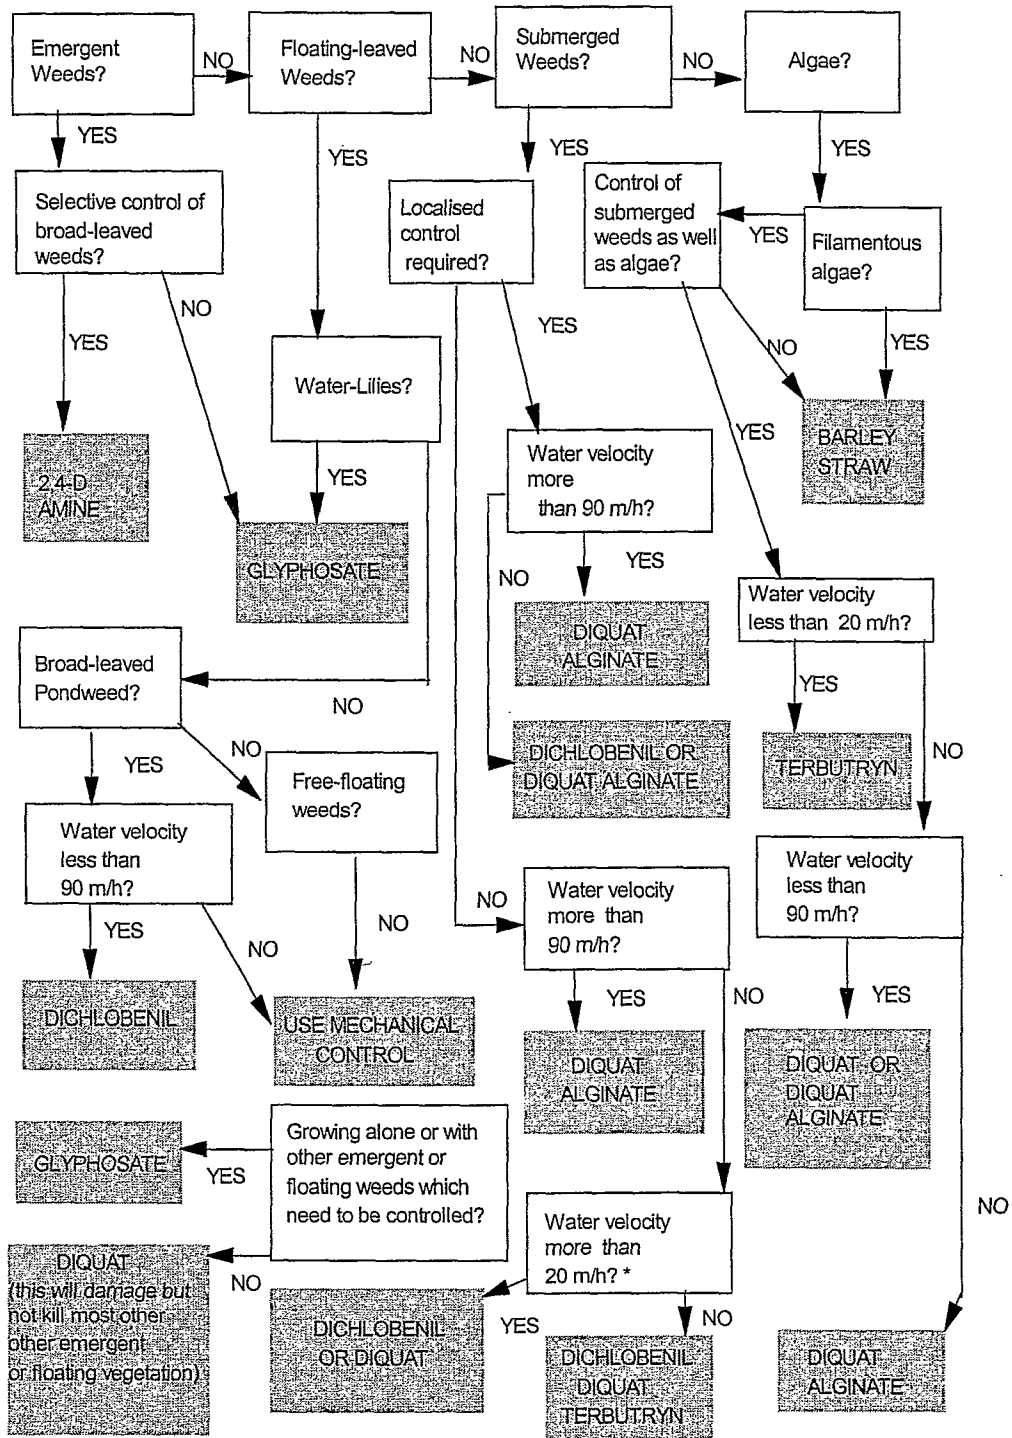 Emergent
Weeds?
NO
Floating-leaved
Weeds?
NO
Submerged
Weeds?
NO
Algae?
YES
YES
YES
YES
Selective control of
broad-leaved
weeds?
Localised
control
required?
Control of
submerged
weeds as well
as algae?
YES
Filamentous
algae?
NO
YES
YES
NO
YES
YES
Water-Lilies?
2,4-D
AMINE
YES
GLYPHOSATE
Water velocity
more
than 90 m/h?
BARLEY
STRAW
NO
YES
DIQUAT
ALGINATE
Water velocity
less than 20 m/h?
YES
NO
Broad-leaved
Pondweed?
NO
DICHLOBENIL OR
DIQUAT ALGINATE
TERBUTRYN
YES
NO
Free-floating
weeds?
Water velocity
less than
90 m/h?
NO
Water velocity
more than
90 m/h?
Water velocity
less than
90 m/h?
YES
NO
NO
YES
NO
YES
DICHLOBENIL
USE MECHANICAL
CONTROL
DIQUAT
ALGINATE
DIQUAT OR
DIQUAT
ALGINATE
GLYPHOSATE
YES
Growing alone or with
other emergent or
floating weeds which
need to be controlled?
NO
DIQUAT
(this will damage but
not kill most other
other emergent
or floating vegetation)
NO
Water velocity
more than
20 m/h? *
DICHLOBENIL
OR DIQUAT
YES
NO
DICHLOBENIL
DIQUAT
TERBUTRYN
DIQUAT
ALGINATE